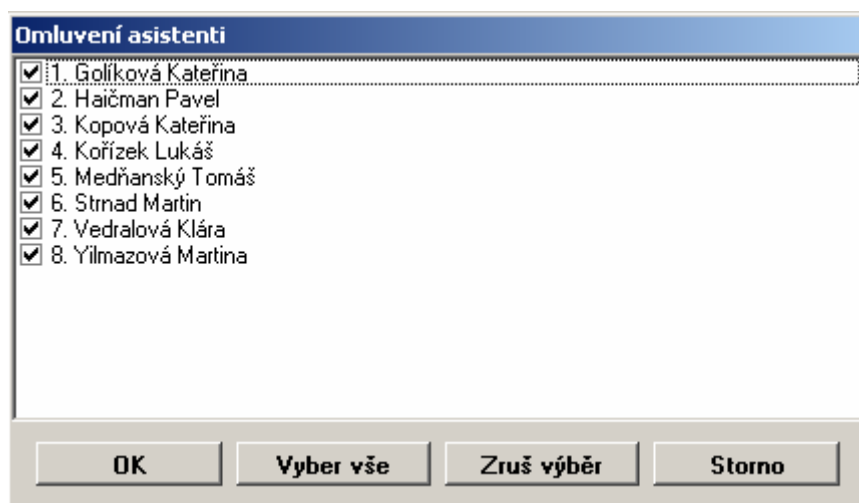 Omluvení asistenti
1. Golíková Kateřina
2. Haičman Pavel
3. Kopová Kateřina
4. Kořízek Lukáš
5. Medňanský Tomáš
6. Strnad Martin
7. Vedralová Klára
8. Yilmazová Martina
OK Vyber vše Zruš výběr Storno